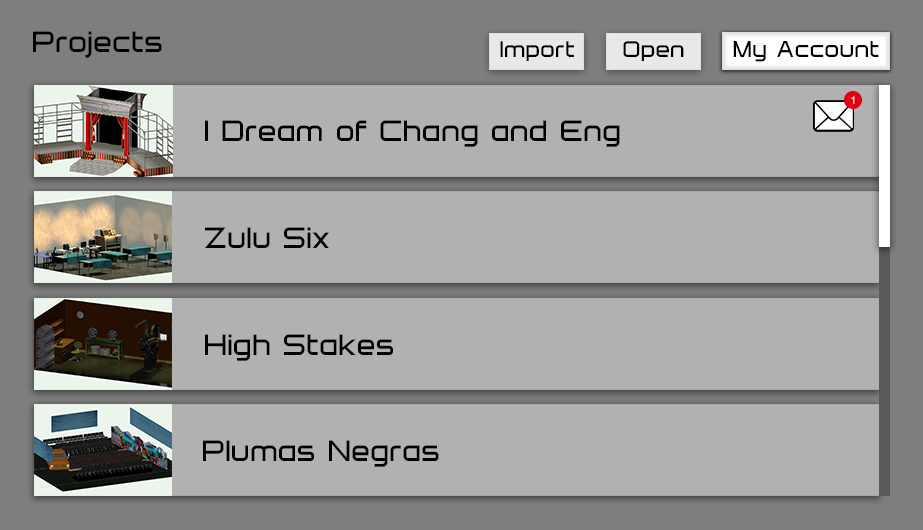 Projects
Import
Open
My Account
I Dream of Chang and Eng
1
Zulu Six
High Stakes
Plumas Negras